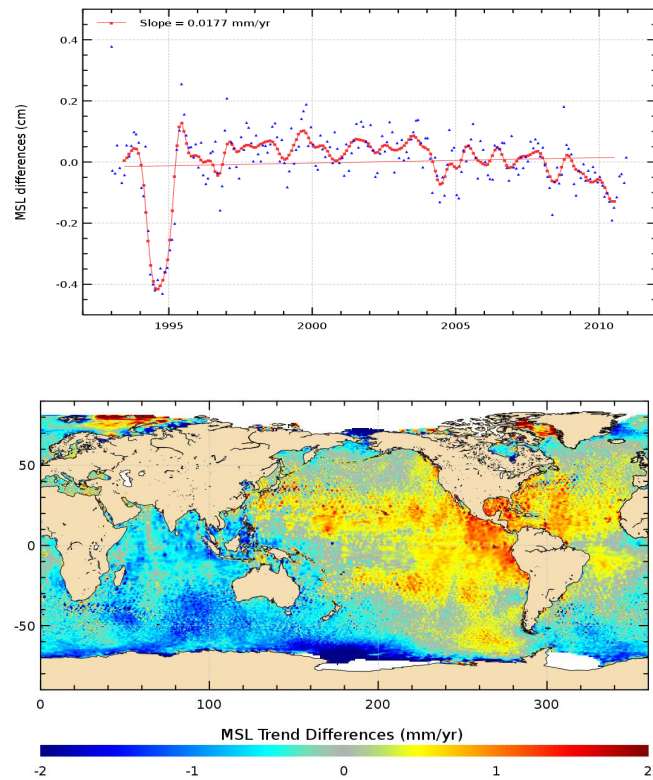 Slope = 0.0177 mm/yr
0.4
0.2
0.0
-0.2
-0.4
MSL differences (cm)
1995 2000 2005 2010
50
0
-50
0 100 200 300
MSL Trend Differences (mm/yr)
-2 -1 0 1 2